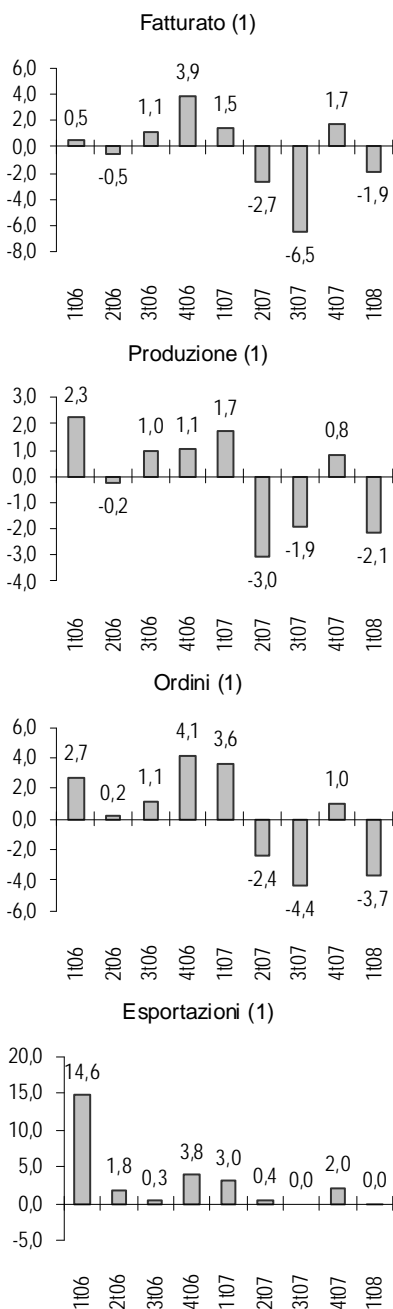 Fatturato (1)
6,0
4,0
2,0
0,0
-2,0
-4,0
-6,0
-8,0
0,5
-0,5
1,1
3,9
1,5
-2,7
-6,5
1,7
-1,9
1t06
2t06
3t06
4t06
1t07
2t07
3t07
4t07
1t08
Produzione (1)
3,0
2,0
1,0
0,0
-1,0
-2,0
-3,0
-4,0
2,3
-0,2
1,0
1,1
1,7
-3,0
-1,9
0,8
-2,1
1t06
2t06
3t06
4t06
1t07
2t07
3t07
4t07
1t08
Ordini (1)
6,0
4,0
2,0
0,0
-2,0
-4,0
-6,0
2,7
0,2
1,1
4,1
3,6
-2,4
-4,4
1,0
-3,7
1t06
2t06
3t06
4t06
1t07
2t07
3t07
4t07
1t08
Esportazioni (1)
20,0
15,0
10,0
5,0
0,0
-5,0
14,6
1,8
0,3
3,8
3,0
0,4
0,0
2,0
0,0
1t06
2t06
3t06
4t06
1t07
2t07
3t07
4t07
1t08